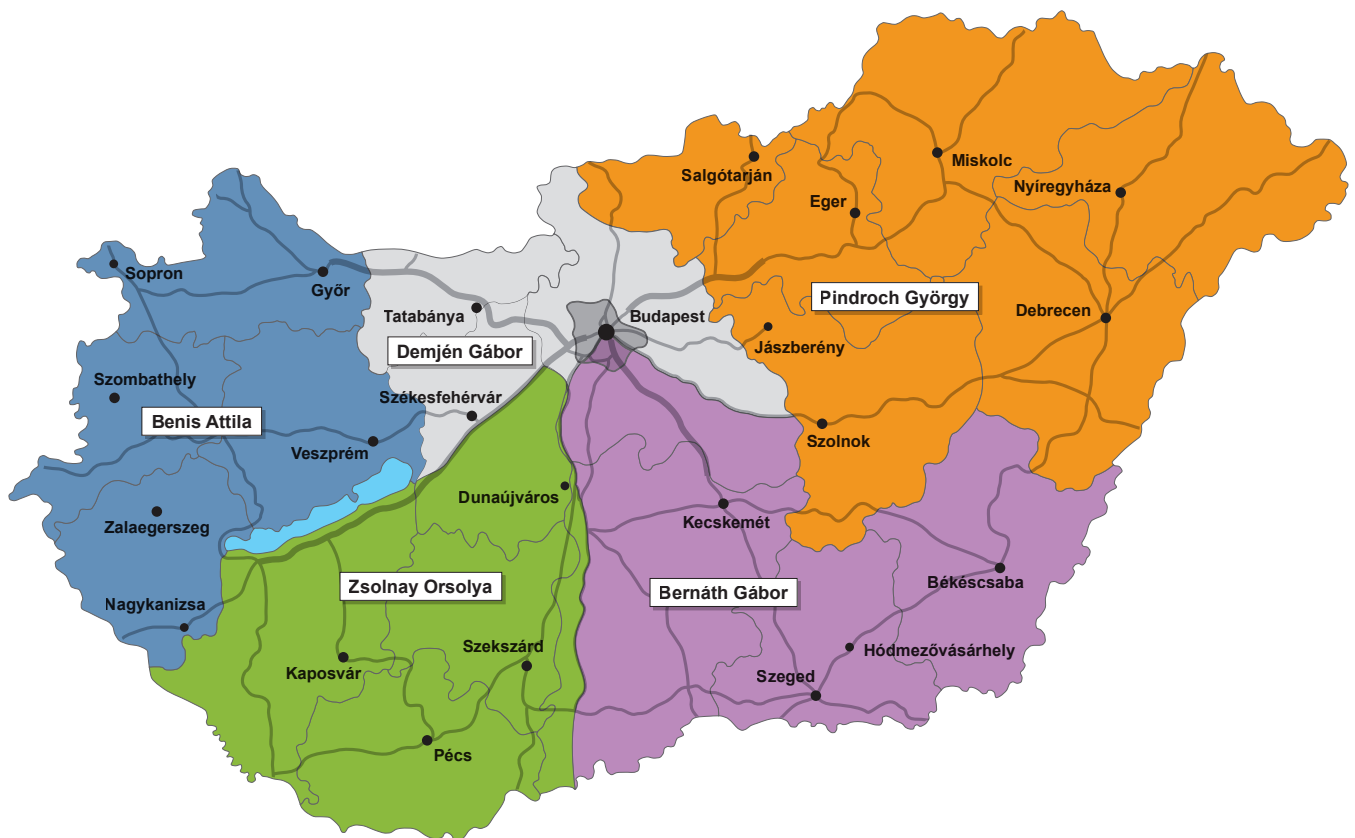 Miskolc
Salgótarján
Nyíregyháza
Eger
Sopron
Győr
Pindroch György
Tatabánya
Budapest
Debrecen
Demjén Gábor
Jászberény
Szombathely
Székesfehérvár
Benis Attila
Szolnok
Veszprém
Dunaújváros
Kecskemét
Zalaegerszeg
Békéscsaba
Zsolnay Orsolya
Bernáth Gábor
Nagykanizsa
Szekszárd
Hódmezővásárhely
Kaposvár
Szeged
Pécs